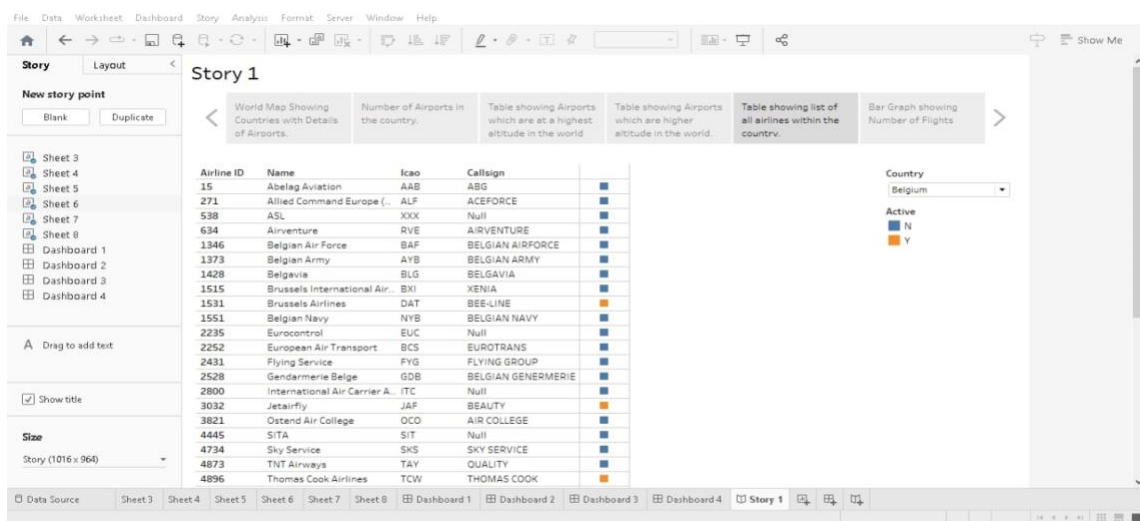 File Data Worksheet Dashboard Story Analysis Format Server Window Help
Show Me
Story Layout
New story point
Blank Duplicate
Sheet 3
Sheet 4
Sheet 5
Sheet 6
Sheet 7
Sheet 8
Dashboard 1
Dashboard 2
Dashboard 3
Dashboard 4
A Drag to add text
Show title
Size
Story (1016 x 964)
Story 1
World Map Showing Countries with Details of Airports.
Number of Airports in the country.
Table showing Airports which are at a highest altitude in the world
Table showing Airports which are higher altitude in the world.
Table showing list of all airlines within the country.
Bar Graph showing Number of Flights
Airline ID Name Icao Callsign
15 Abelag Aviation AAB ABG
271 Allied Command Europe (.. ALF ACEFORCE
538 ASL XXX Null
634 Airventure RVE AIRVENTURE
1346 Belgian Air Force BAF BELGIAN AIRFORCE
1373 Belgian Army AYB BELGIAN ARMY
1428 Belgavia BLG BELGAVIA
1515 Brussels International Air.. BXI XENIA
1531 Brussels Airlines DAT BEE-LINE
1551 Belgian Navy NYB BELGIAN NAVY
2235 Eurocontrol EUC Null
2252 European Air Transport BCS EUROTRANS
2431 Flying Service FYG FLYING GROUP
2528 Gendarmerie Belge GDB BELGIAN GENERMERIE
2800 International Air Carrier A.. ITC Null
3032 Jetairfly JAF BEAUTY
3821 Ostend Air College OCO AIR COLLEGE
4445 SITA SIT Null
4734 Sky Service SKS SKY SERVICE
4873 TNT Airways TAY QUALITY
4896 Thomas Cook Airlines TCW THOMAS COOK
Country
Belgium
Active
N
Y
Data Source Sheet 3 Sheet 4 Sheet 5 Sheet 6 Sheet 7 Sheet 8 Dashboard 1 Dashboard 2 Dashboard 3 Dashboard 4 Story 1